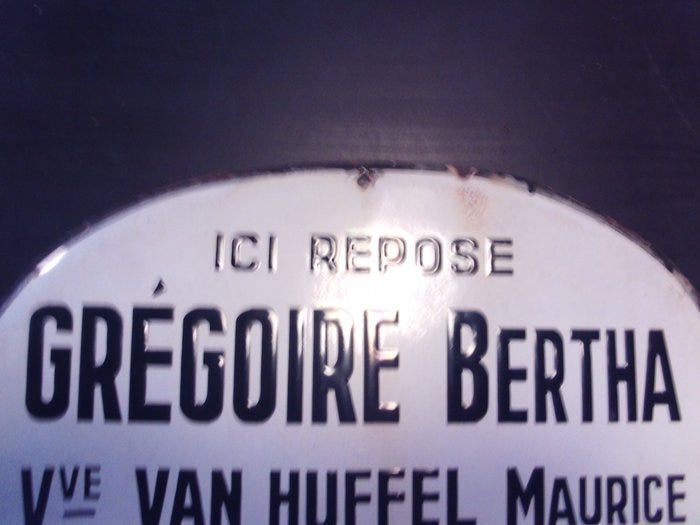 ICI REPOSE
GRÉGOIRE BERTHA
Vve VAN HUFFEL MAURICE